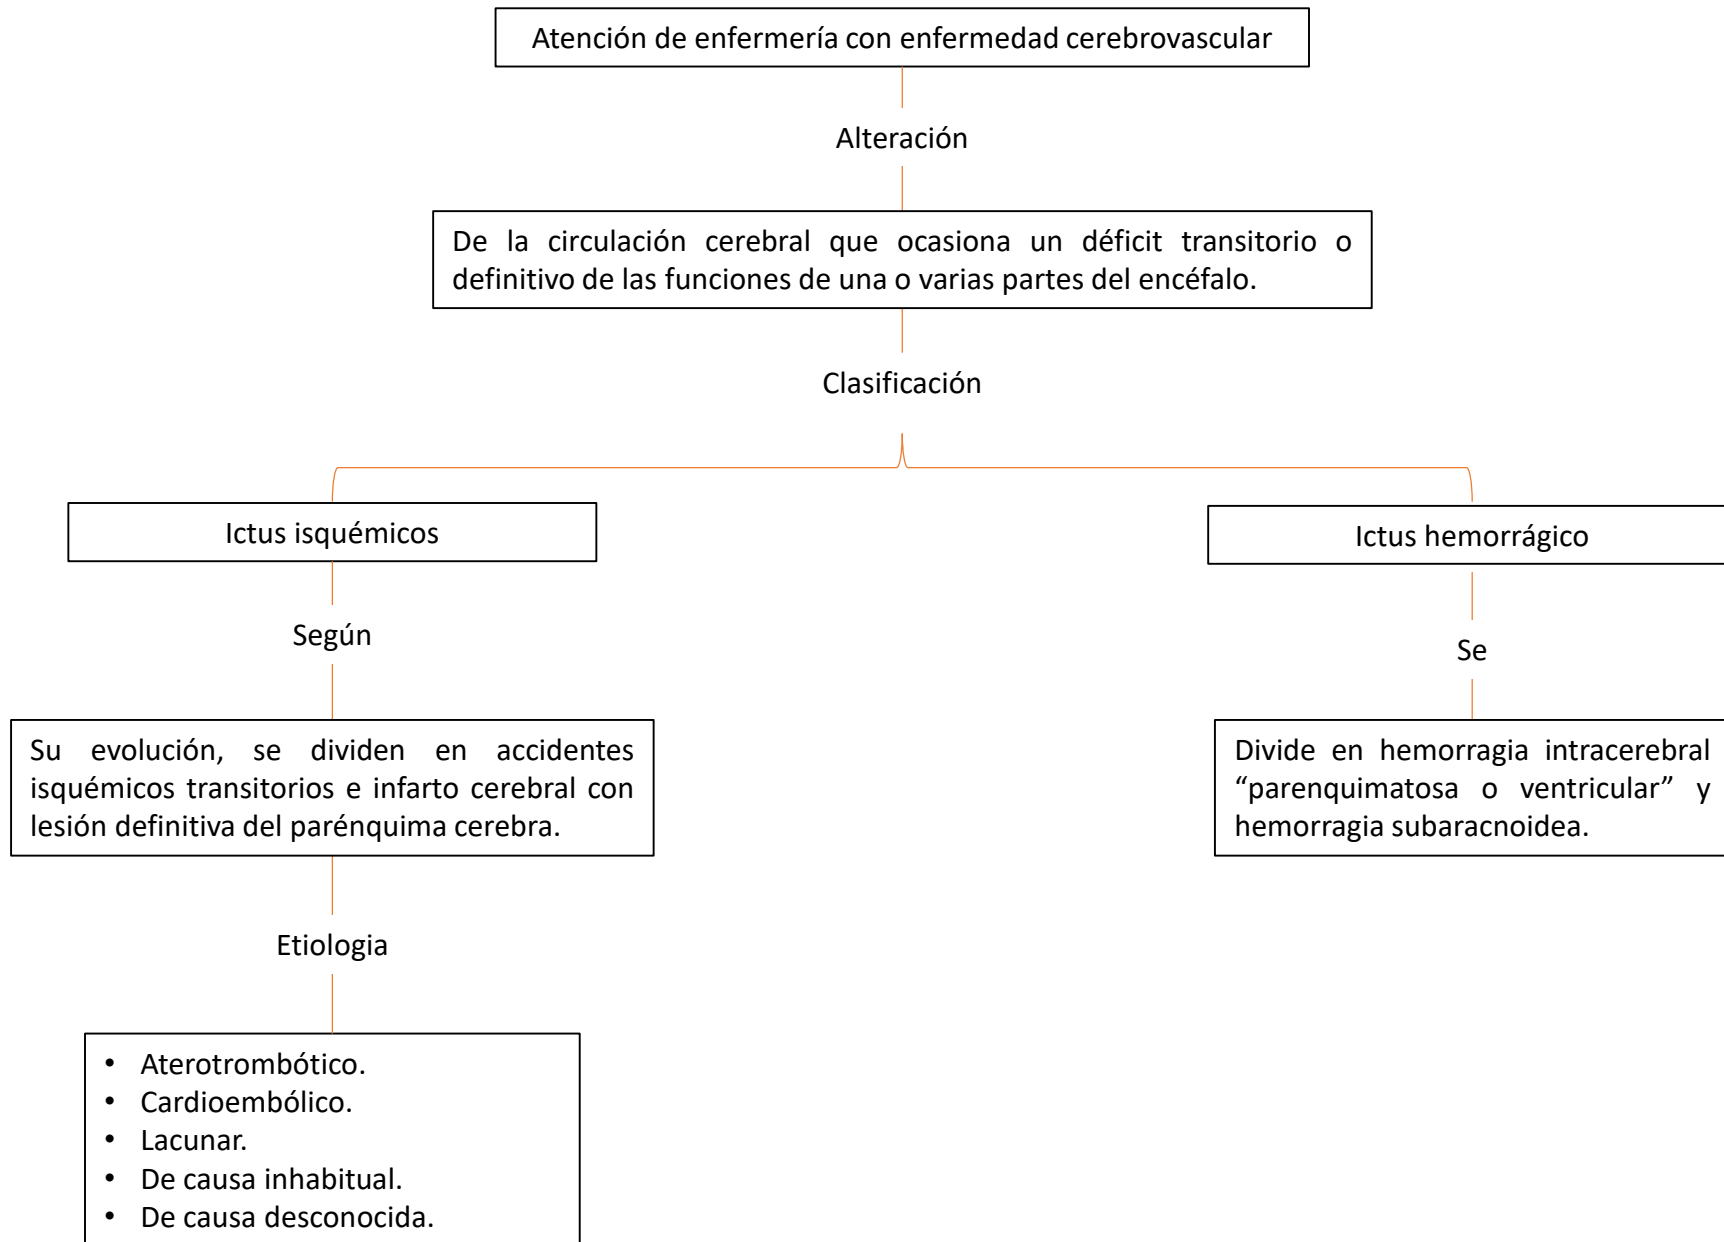 Atención de enfermería con enfermedad cerebrovascular
Alteración
De la circulación cerebral que ocasiona un déficit transitorio o
definitivo de las funciones de una o varias partes del encéfalo.
Clasificación
Ictus isquémicos
Según
Su evolución, se dividen en accidentes
isquémicos transitorios e infarto cerebral con
lesión definitiva del parénquima cerebra.
Etiologia
• Aterotrombótico.
• Cardioembólico.
• Lacunar.
• De causa inhabitual.
• De causa desconocida.
Ictus hemorrágico
Se
Divide en hemorragia intracerebral
“parenquimatosa o ventricular” y
hemorragia subaracnoidea.